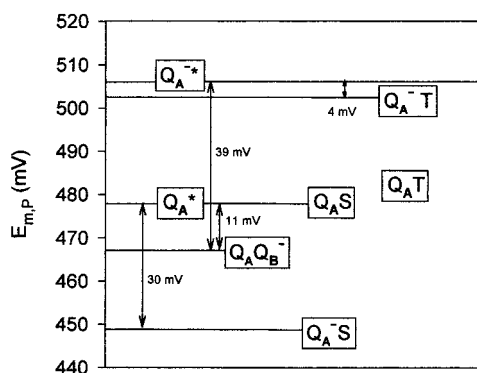 520
510
500
490
480
470
460
450
440
E_m,P (mV)
Q_A^-*
Q_A^- T
4 mV
39 mV
Q_A T
Q_A*
Q_A S
11 mV
Q_A Q_B^-
30 mV
Q_A^- S